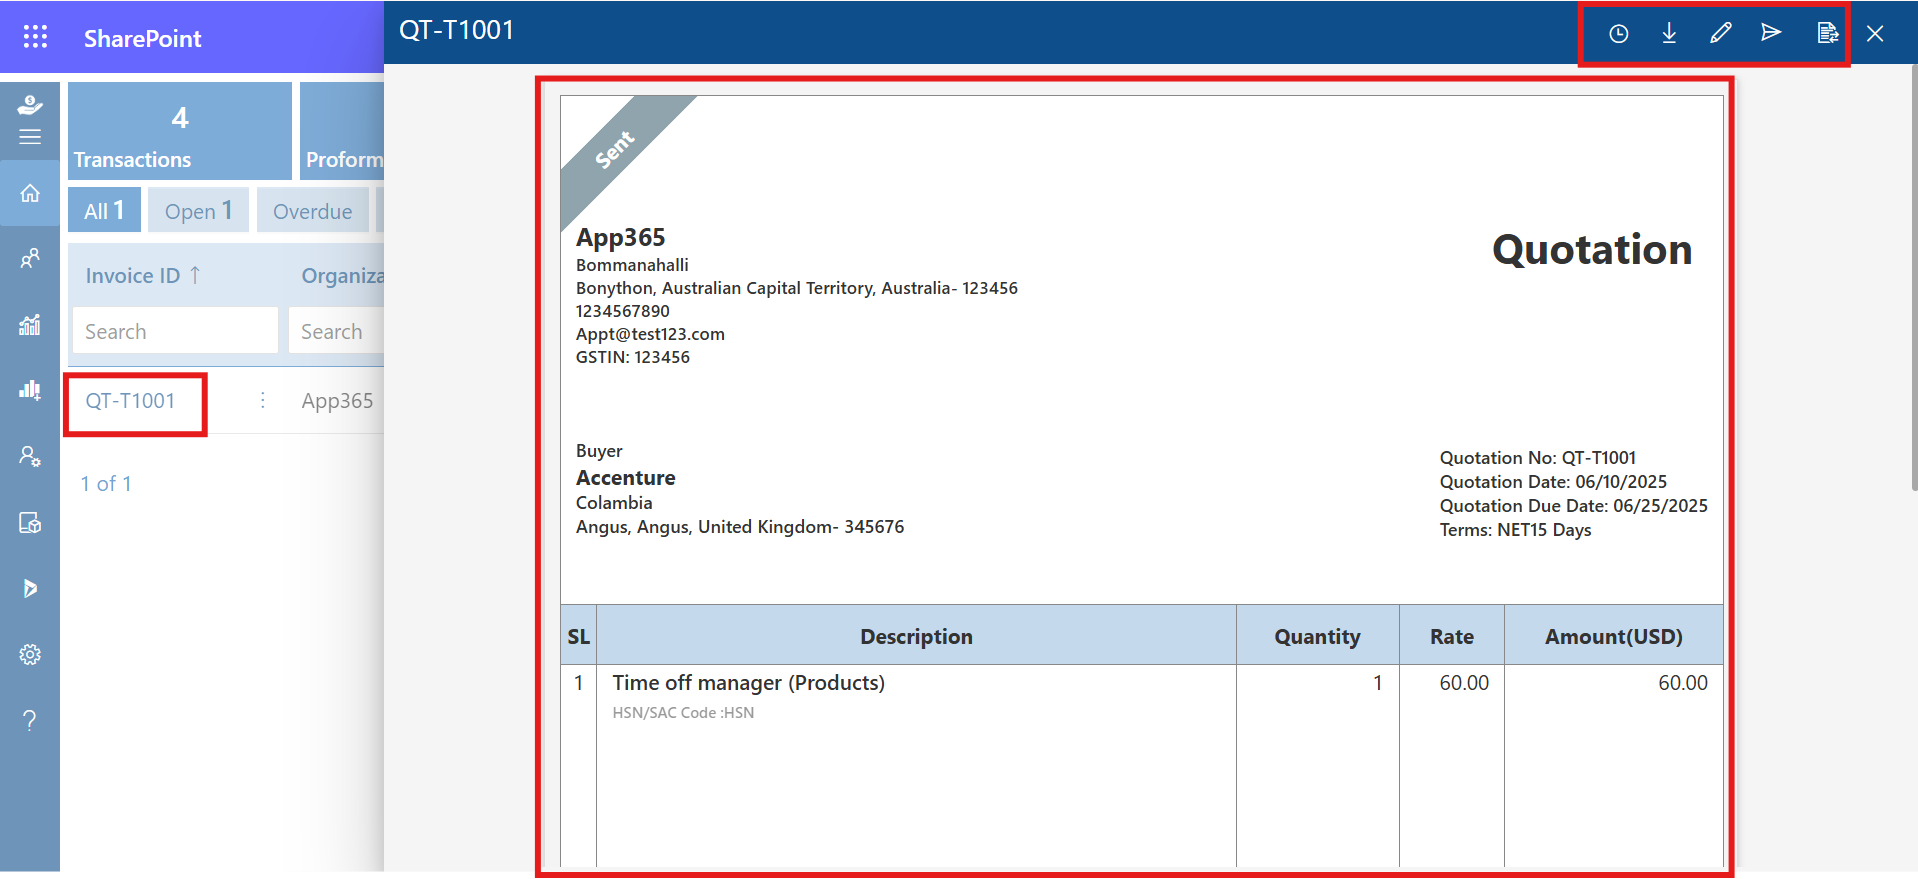 SharePoint
QT-T1001
4
Transactions
Proform
All 1
Open 1
Overdue
Invoice ID ↑
Organiza
Search
Search
QT-T1001
App365
1 of 1
Sent
App365
Bommanahalli
Bonython, Australian Capital Territory, Australia- 123456
1234567890
Appt@test123.com
GSTIN: 123456
Quotation
Buyer
Accenture
Colambia
Angus, Angus, United Kingdom- 345676
Quotation No: QT-T1001
Quotation Date: 06/10/2025
Quotation Due Date: 06/25/2025
Terms: NET15 Days
SL Description Quantity Rate Amount(USD)
1 Time off manager (Products) 1 60.00 60.00
HSN/SAC Code :HSN